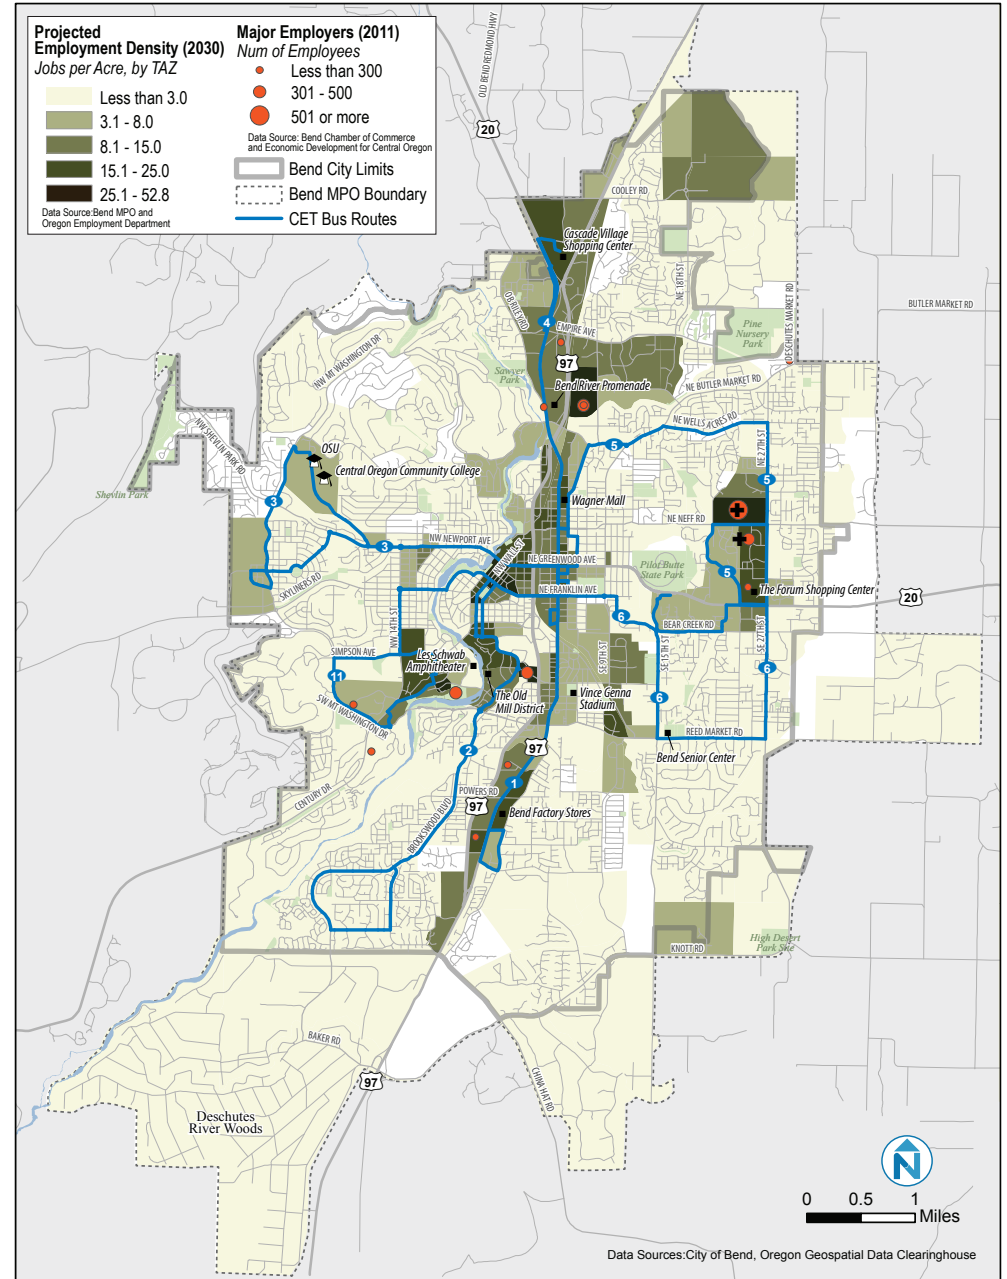 Projected
Employment Density (2030)
Jobs per Acre, by TAZ
Less than 3.0
3.1 - 8.0
8.1 - 15.0
15.1 - 25.0
25.1 - 52.8
Data Source:Bend MPO and
Oregon Employment Department
Major Employers (2011)
Num of Employees
Less than 300
301 - 500
501 or more
Data Source: Bend Chamber of Commerce
and Economic Development for Central Oregon
Bend City Limits
Bend MPO Boundary
CET Bus Routes
OLD BEND REDMOND HWY
20
COOLEY RD
Cascade Village
Shopping Center
NE 18TH ST
DESCHUTES MARKET RD
BUTLER MARKET RD
O B RILEY RD
4
EMPIRE AVE
Pine
Nursery
Park
NW MT WASHINGTON DR
97
Sawyer
Park
Bend River Promenade
NE BUTLER MARKET RD
NE WELLS ACRES RD
NW SHEVLIN PARK RD
5
NE 27TH ST
OSU
Central Oregon Community College
5
Shevlin Park
3
Wagner Mall
NE NEFF RD
3
NW NEWPORT AVE
NW WALL ST
NE GREENWOOD AVE
Pilot Butte
State Park
5
SKYLINERS RD
NE FRANKLIN AVE
The Forum Shopping Center
20
6
BEAR CREEK RD
NW 14TH ST
SE 9TH ST
SE 15TH ST
SE 27TH ST
SIMPSON AVE
Les Schwab
Amphitheater
6
11
The Old
Mill District
Vince Genna
Stadium
6
SW MT WASHINGTON DR
REED MARKET RD
2
97
Bend Senior Center
CENTURY DR
1
POWERS RD
97
BROOKSWOOD BLVD
Bend Factory Stores
High Desert
Park Site
KNOTT RD
BAKER RD
97
CHINA HAT RD
Deschutes
River Woods
N
0 0.5 1
Miles
Data Sources:City of Bend, Oregon Geospatial Data Clearinghouse